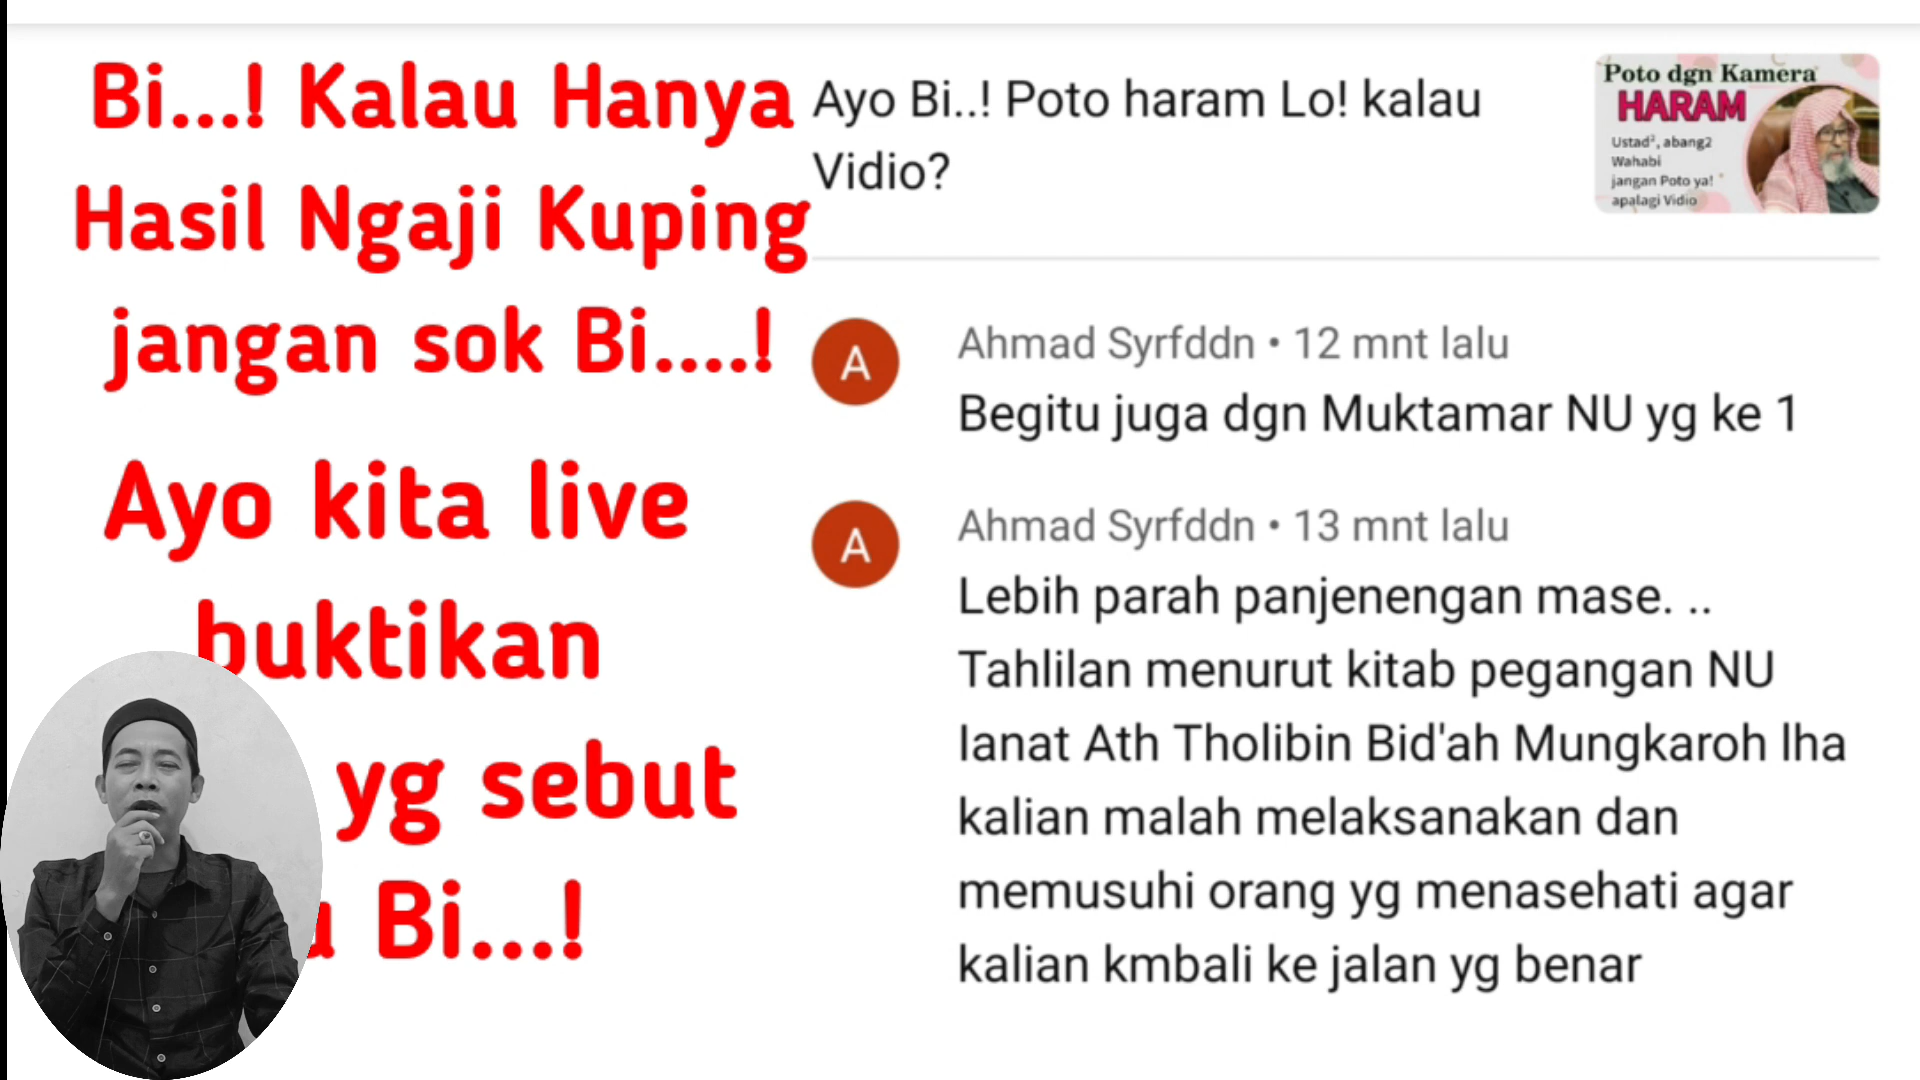 Bi...! Kalau Hanya
Hasil Ngaji Kuping
jangan sok Bi....!
Ayo kita live
buktikan
yg sebut
Bi...!
Ayo Bi..! Poto haram Lo! kalau
Vidio?
Poto dgn Kamera
HARAM
Ustad², abang2
Wahabi
jangan Poto ya!
apalagi Vidio
A
Ahmad Syrfddn • 12 mnt lalu
Begitu juga dgn Muktamar NU yg ke 1
A
Ahmad Syrfddn • 13 mnt lalu
Lebih parah panjenengan mase. ..
Tahlilan menurut kitab pegangan NU
Ianat Ath Tholibin Bid'ah Mungkaroh lha
kalian malah melaksanakan dan
memusuhi orang yg menasehati agar
kalian kmbali ke jalan yg benar